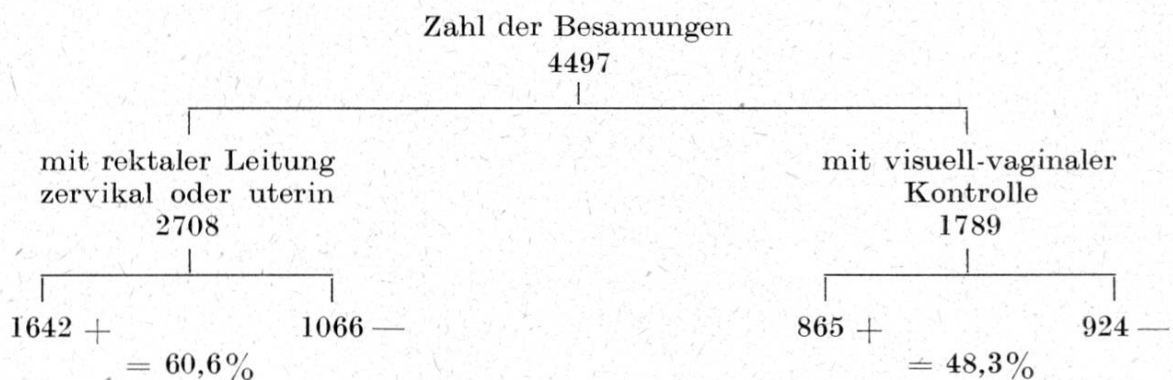 Zahl der Besamungen
4497
mit rektaler Leitung
zervikal oder uterin
2708
mit visuell-vaginaler
Kontrolle
1789
1642 +
1066 —
= 60,6%
865 +
924 —
= 48,3%